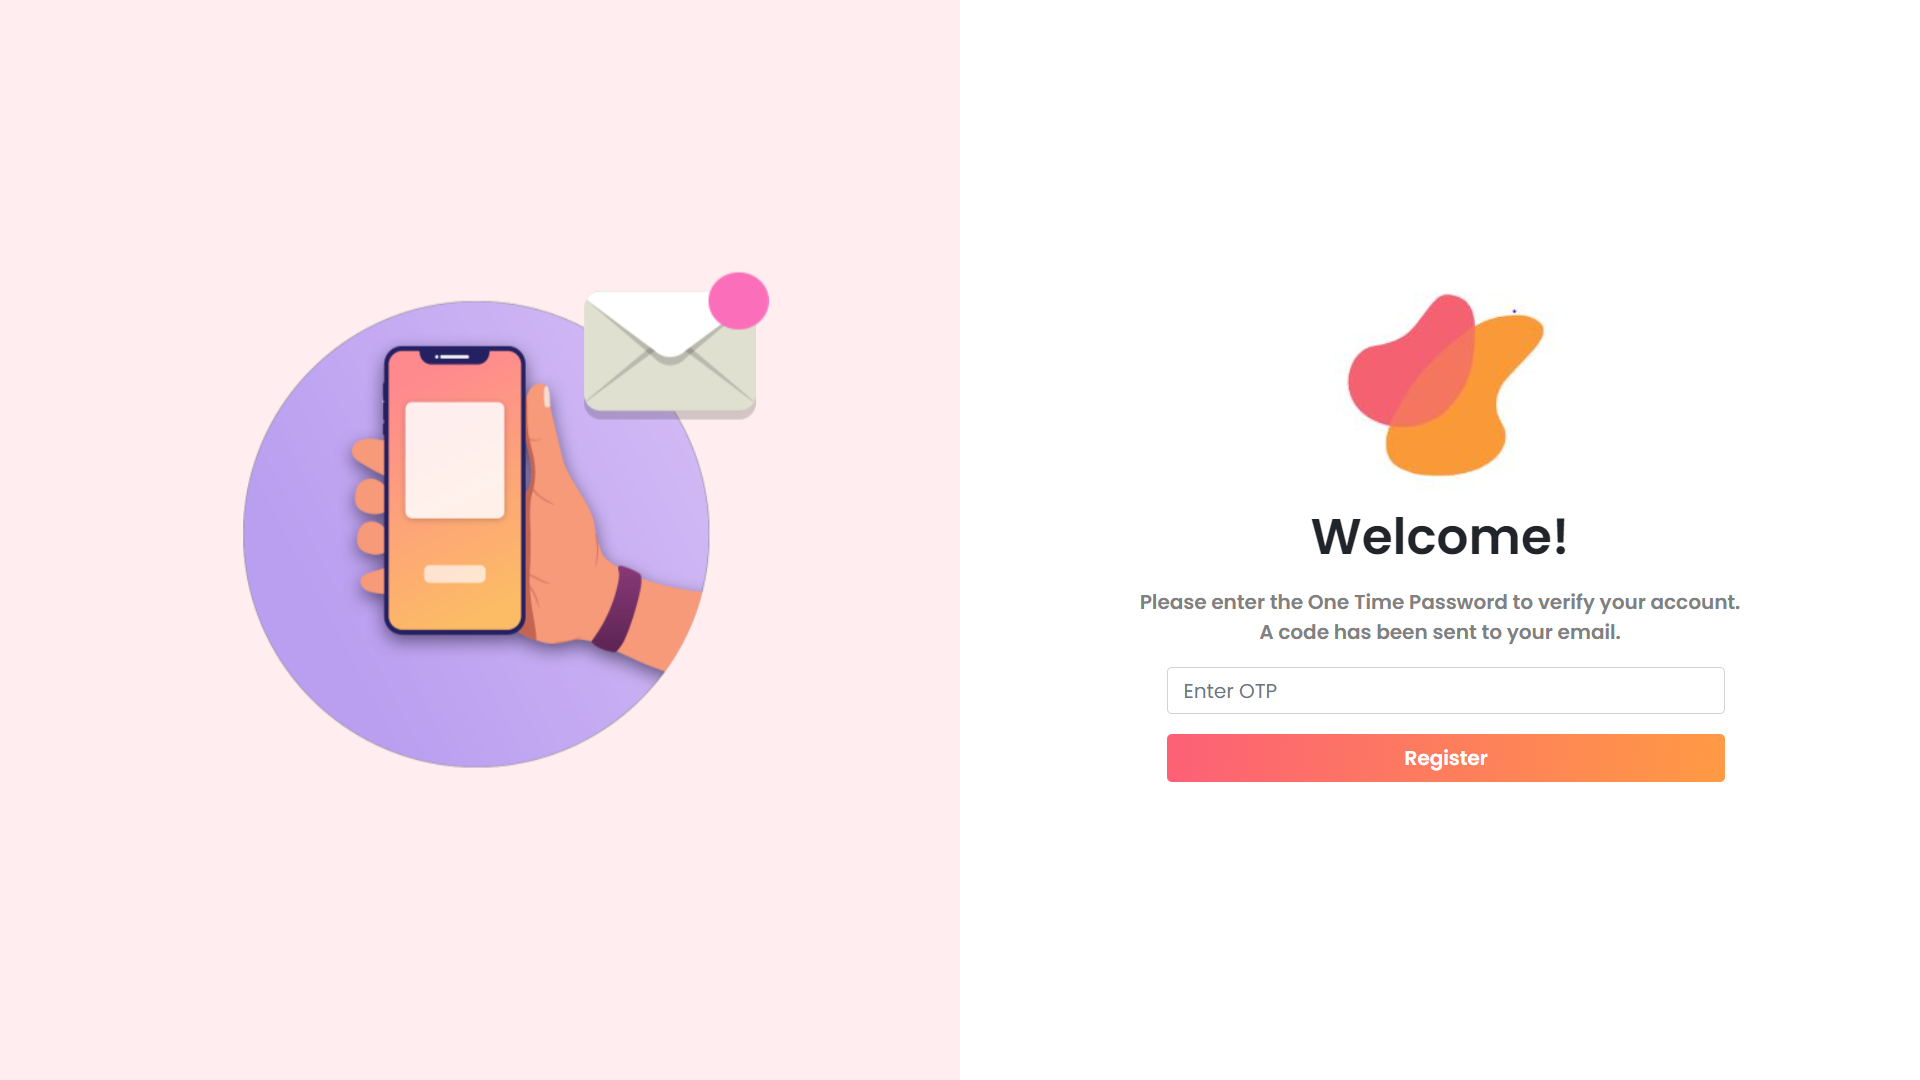 Welcome!
Please enter the One Time Password to verify your account.
A code has been sent to your email.
Enter OTP
Register